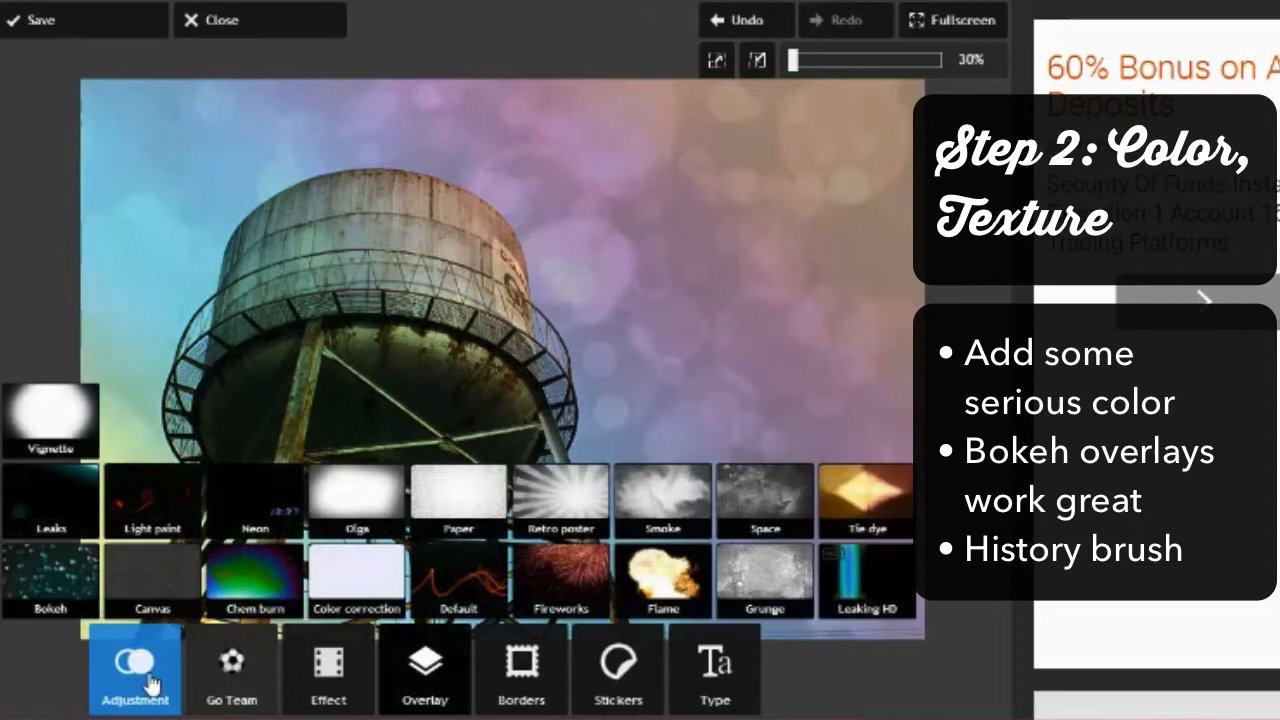 Save
Close
Undo
Redo
Fullscreen
30%
60% Bonus on A
Deposits
Step 2: Color,
Texture
Security Of Funds.Insta
1 Account 1
Trading Platforms
• Add some
serious color
• Bokeh overlays
work great
• History brush
Vignette
Leaks
Light paint
Neon
Olga
Paper
Retro poster
Smoke
Space
Tie dye
Bokeh
Canvas
Chem burn
Color correction
Default
Fireworks
Flame
Grunge
Leaking HD
Adjustment
Go Team
Effect
Overlay
Borders
Stickers
Type